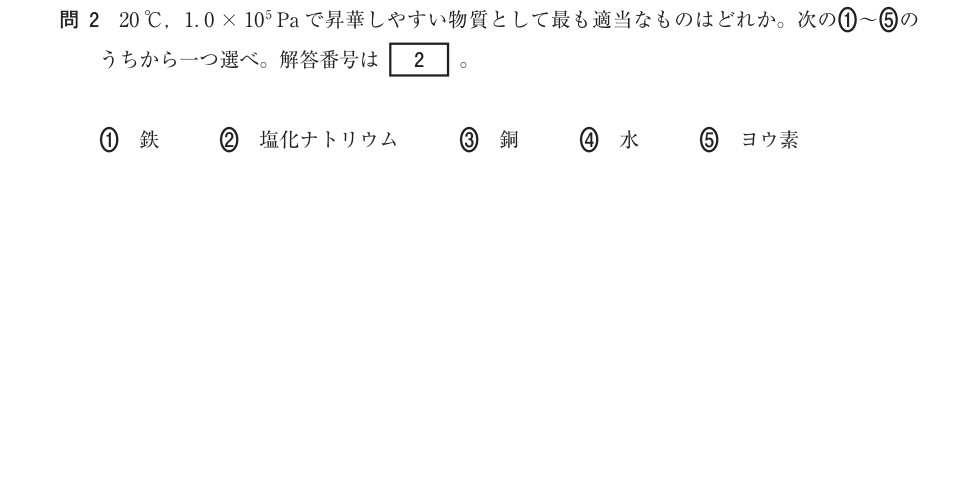 問 2 20 ℃, 1.0 × 10⁵ Pa で昇華しやすい物質として最も適当なものはどれか。次の①～⑤の
うちから一つ選べ。解答番号は 2 。
① 鉄 ② 塩化ナトリウム ③ 銅 ④ 水 ⑤ ヨウ素